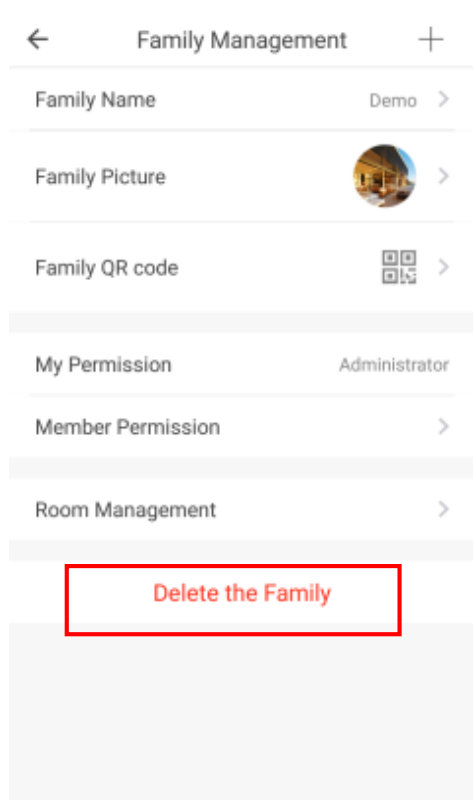 Family Management
Family Name Demo
Family Picture
Family QR code
My Permission Administrator
Member Permission
Room Management
Delete the Family